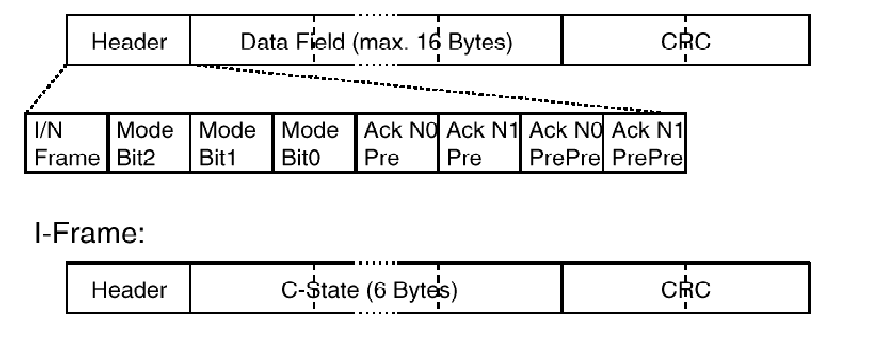 Header Data Field (max. 16 Bytes) CRC
I/N Mode Mode Mode Ack N0 Ack N1 Ack N0 Ack N1
Frame Bit2 Bit1 Bit0 Pre Pre PrePre PrePre
I-Frame:
Header C-State (6 Bytes) CRC